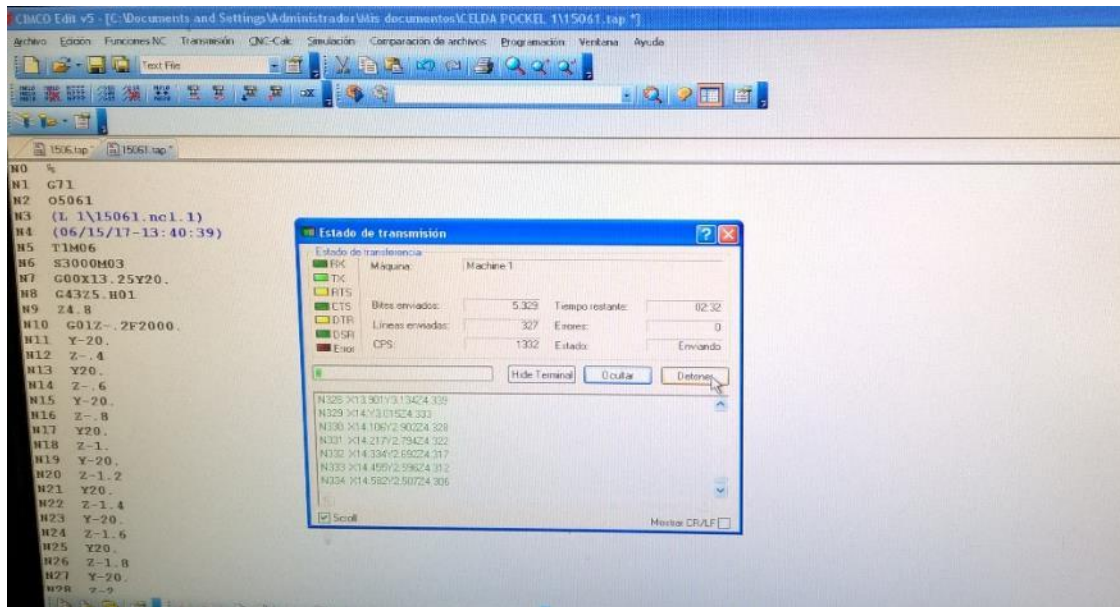 CIMCO Edit v5 - [C:\Documents and Settings\Administrador\Mis documentos\CELDA POCKEL 1\15061.tap *]
Archivo Edición Funciones NC Transmisión CNC-Calc Simulación Comparación de archivos Programación Ventana Ayuda
Text File
1506.tap * 15061.tap *
N0 %
N1 G71
N2 O5061
N3 (L 1\15061.ncl.1)
N4 (06/15/17-13:40:39)
N5 T1M06
N6 S3000M03
N7 G00X13.25Y20.
N8 G43Z5.H01
N9 Z4.8
N10 G01Z-.2F2000.
N11 Y-20.
N12 Z-.4
N13 Y20.
N14 Z-.6
N15 Y-20.
N16 Z-.8
N17 Y20.
N18 Z-1.
N19 Y-20.
N20 Z-1.2
N21 Y20.
N22 Z-1.4
N23 Y-20.
N24 Z-1.6
N25 Y20.
N26 Z-1.8
N27 Y-20.
N28 Z-2
Estado de transmisión
Estado de transferencia
RX
TX
RTS
CTS
DTR
DSR
Error
Máquina: Machine 1
Bites enviados: 5.329 Tiempo restante: 02:32
Líneas enviadas: 327 Errores: 0
CPS: 1332 Estado: Enviando
Hide Terminal Ocultar Detener
N328 X13.901Y3.134Z4.339
N329 X14.Y3.015Z4.333
N330 X14.106Y2.902Z4.328
N331 X14.217Y2.794Z4.322
N332 X14.334Y2.692Z4.317
N333 X14.455Y2.596Z4.312
N334 X14.582Y2.507Z4.306
Scroll
Mostrar CR/LF